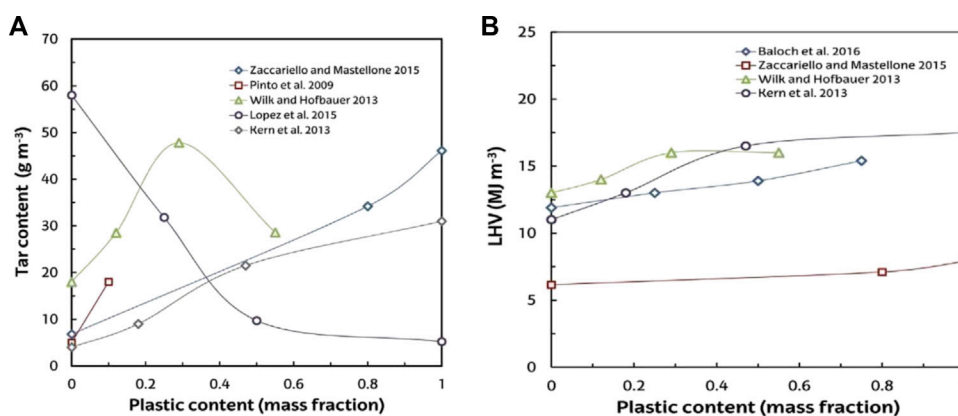 A
70
60
50
40
30
20
10
0
0
0.2
0.4
0.6
0.8
1
Tar content (g m⁻³)
Plastic content (mass fraction)
Zaccariello and Mastellone 2015
Pinto et al. 2009
Wilk and Hofbauer 2013
Lopez et al. 2015
Kern et al. 2013
B
25
20
15
10
5
0
0
0.2
0.4
0.6
0.8
LHV (MJ m⁻³)
Plastic content (mass fraction)
Baloch et al. 2016
Zaccariello and Mastellone 2015
Wilk and Hofbauer 2013
Kern et al. 2013